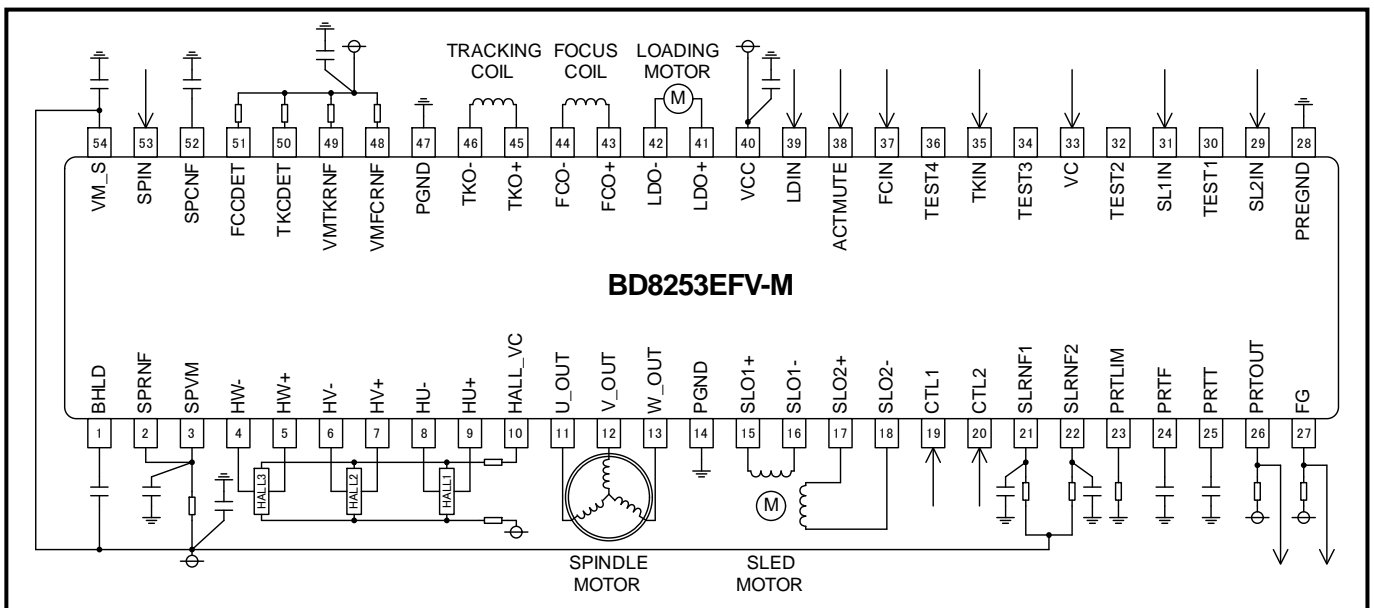 TRACKING COIL
FOCUS COIL
LOADING MOTOR
M
54 53 52 51 50 49 48 47 46 45 44 43 42 41 40 39 38 37 36 35 34 33 32 31 30 29 28
VM_S
SPIN
SPCNF
FCCDET
TKCDET
VMTKRNF
VMFCRNF
PGND
TKO-
TKO+
FCO-
FCO+
LDO-
LDO+
VCC
LDIN
ACTMUTE
FCIN
TEST4
TKIN
TEST3
VC
TEST2
SL1IN
TEST1
SL2IN
PREGND
BD8253EFV-M
BHLD
SPRNF
SPVM
HW-
HW+
HV-
HV+
HU-
HU+
HALL_VC
U_OUT
V_OUT
W_OUT
PGND
SLO1+
SLO1-
SLO2+
SLO2-
CTL1
CTL2
SLRNF1
SLRNF2
PRTLIM
PRTF
PRTT
PRTOUT
FG
1 2 3 4 5 6 7 8 9 10 11 12 13 14 15 16 17 18 19 20 21 22 23 24 25 26 27
HALL3
HALL2
HALL1
M
SPINDLE MOTOR
SLED MOTOR